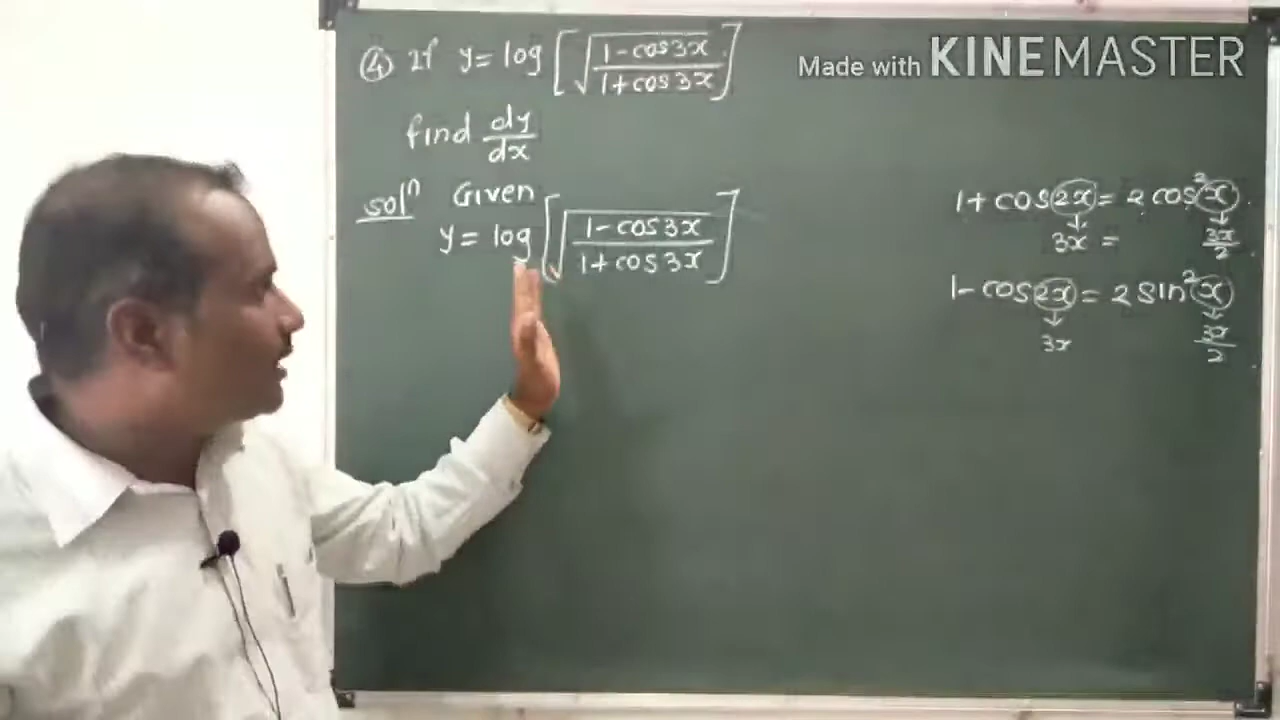 ④ If y = log [√(1-cos3x / 1+cos3x)]
Made with KINEMASTER
find dy/dx
solⁿ Given
y = log [√(1-cos3x / 1+cos3x)]
1+cos2x = 2cos²x
↓ ↓
3x = 3x/2
1-cos2x = 2sin²x
↓ ↓
3x 3x/2